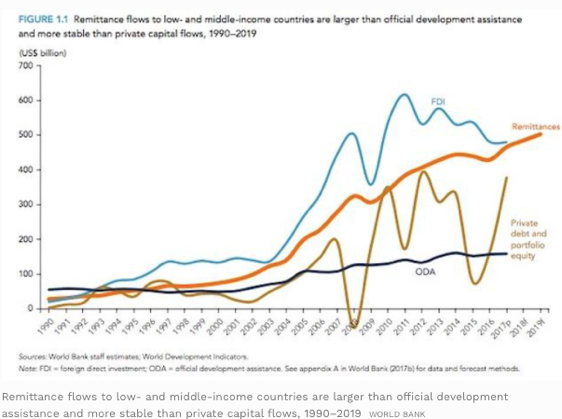 FIGURE 1.1 Remittance flows to low- and middle-income countries are larger than official development assistance
and more stable than private capital flows, 1990–2019
(US$ billion)
700
600
500
400
300
200
100
0
FDI
Remittances
Private
debt and
portfolio
equity
ODA
1990
1991
1992
1993
1994
1995
1996
1997
1998
1999
2000
2001
2002
2003
2004
2005
2006
2007
2008
2009
2010
2011
2012
2013
2014
2015
2016
2017p
2018f
2019f
Sources: World Bank staff estimates; World Development Indicators.
Note: FDI = foreign direct investment; ODA = official development assistance. See appendix A in World Bank (2017b) for data and forecast methods.
Remittance flows to low- and middle-income countries are larger than official development
assistance and more stable than private capital flows, 1990–2019 WORLD BANK